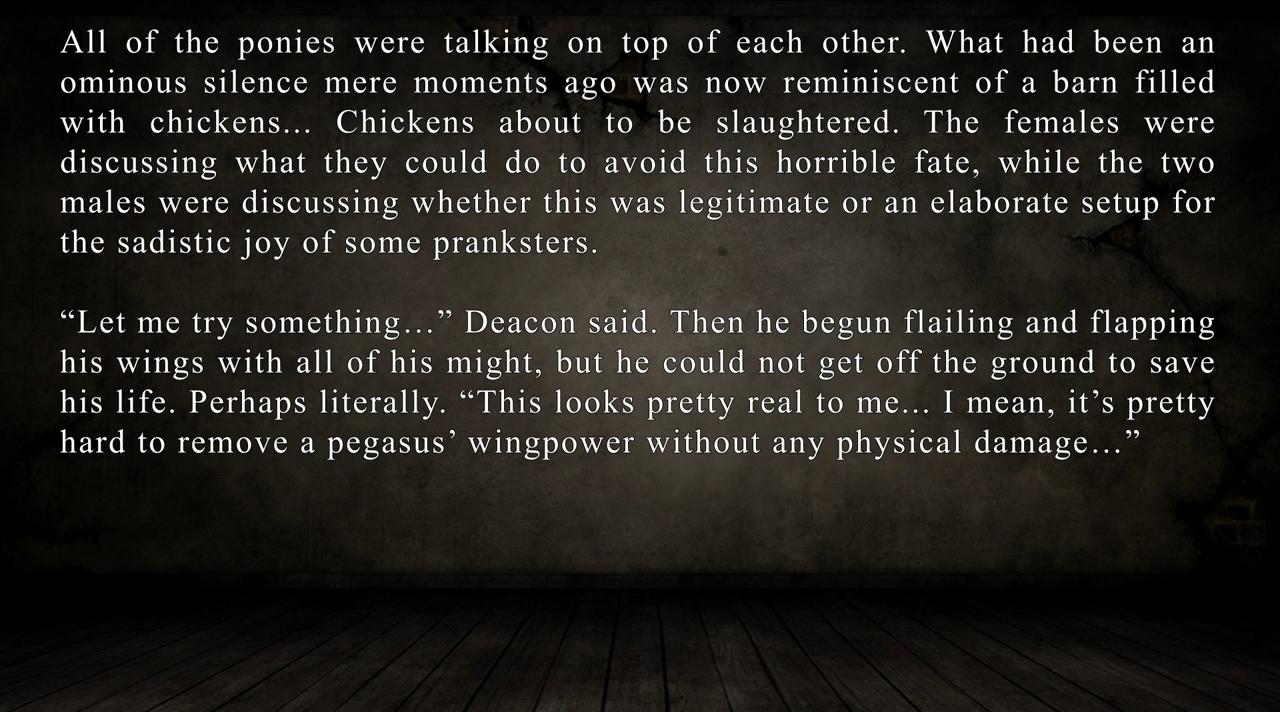 All of the ponies were talking on top of each other. What had been an
ominous silence mere moments ago was now reminiscent of a barn filled
with chickens... Chickens about to be slaughtered. The females were
discussing what they could do to avoid this horrible fate, while the two
males were discussing whether this was legitimate or an elaborate setup for
the sadistic joy of some pranksters.
“Let me try something…” Deacon said. Then he begun flailing and flapping
his wings with all of his might, but he could not get off the ground to save
his life. Perhaps literally. “This looks pretty real to me... I mean, it’s pretty
hard to remove a pegasus’ wingpower without any physical damage…”